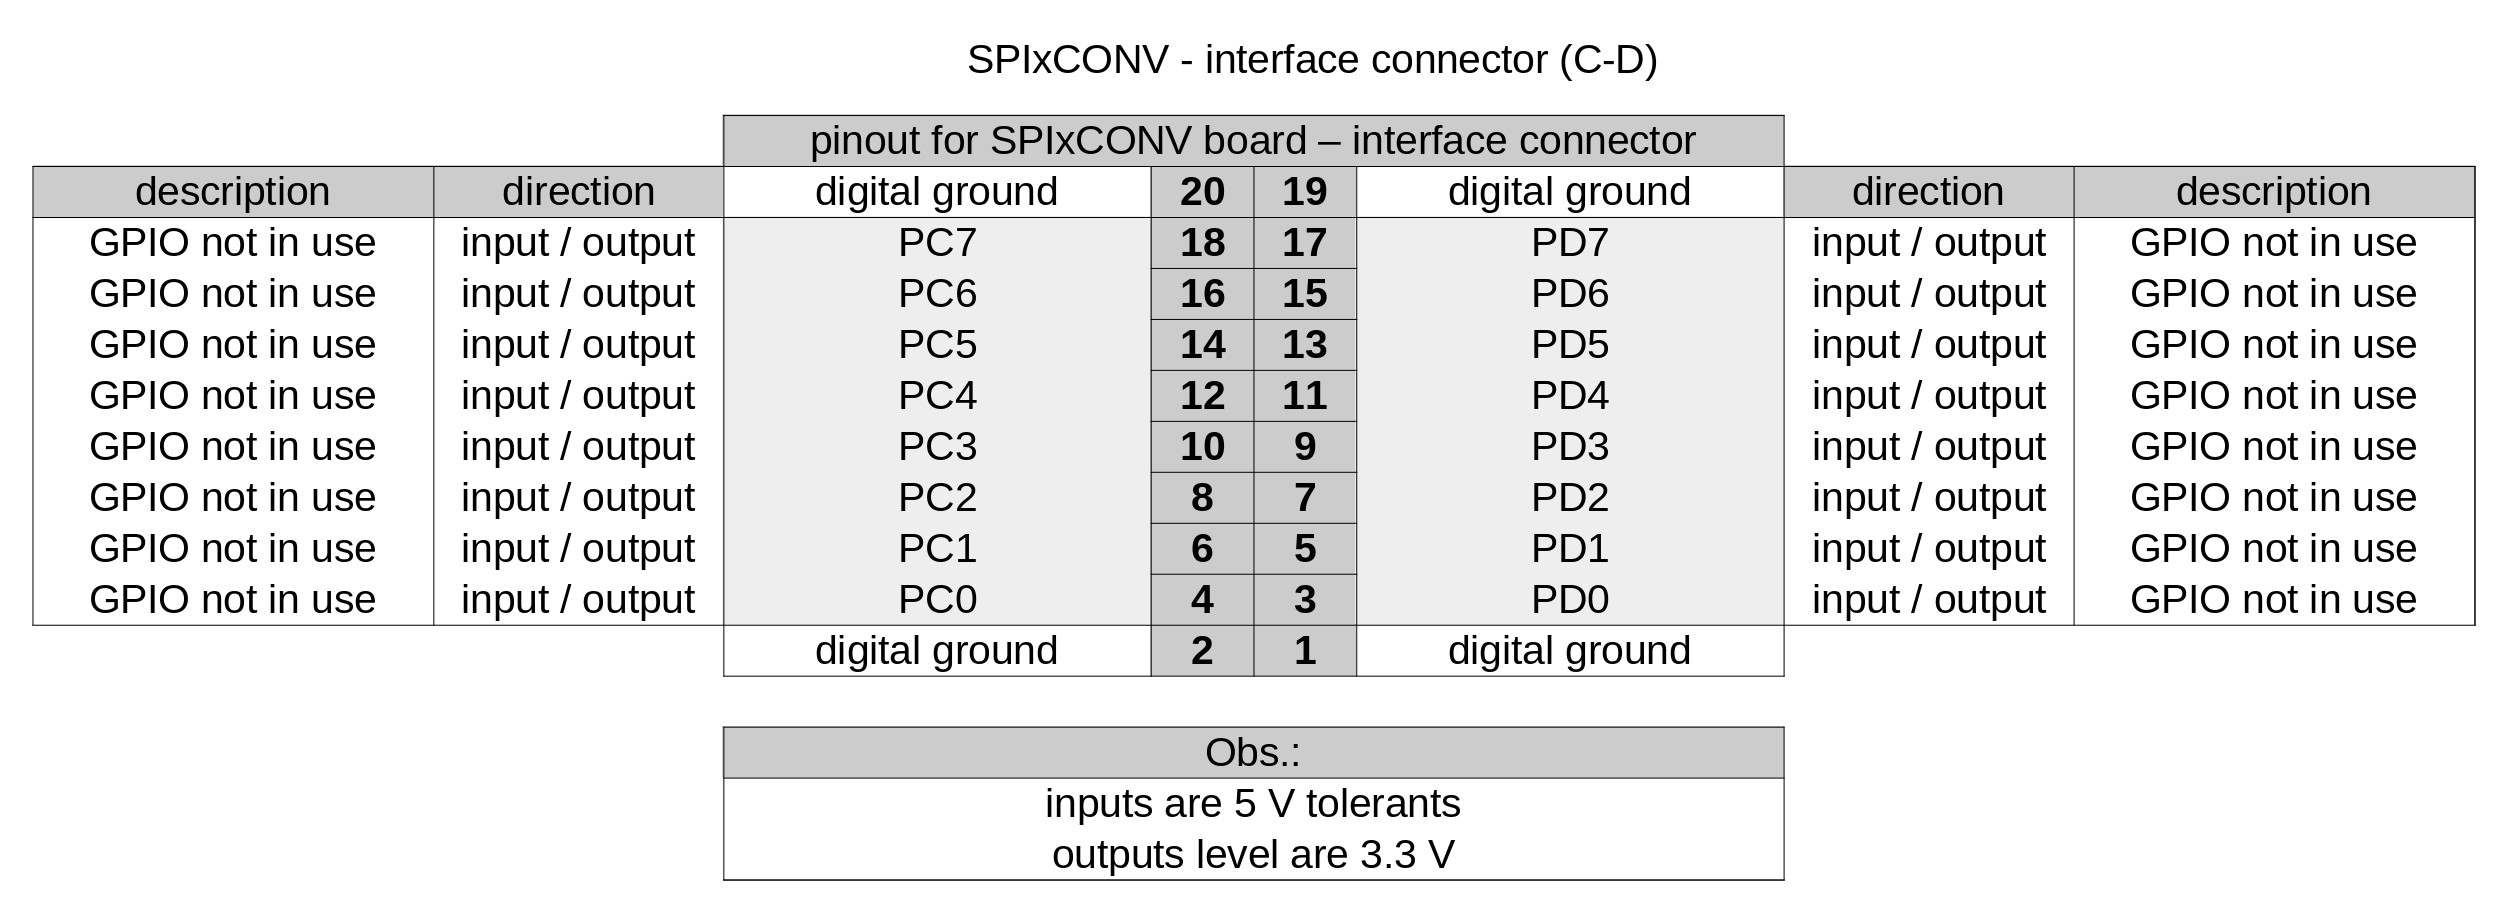 SPIxCONV - interface connector (C-D)
pinout for SPIxCONV board – interface connector
description direction digital ground 20 19 digital ground direction description
GPIO not in use input / output PC7 18 17 PD7 input / output GPIO not in use
GPIO not in use input / output PC6 16 15 PD6 input / output GPIO not in use
GPIO not in use input / output PC5 14 13 PD5 input / output GPIO not in use
GPIO not in use input / output PC4 12 11 PD4 input / output GPIO not in use
GPIO not in use input / output PC3 10 9 PD3 input / output GPIO not in use
GPIO not in use input / output PC2 8 7 PD2 input / output GPIO not in use
GPIO not in use input / output PC1 6 5 PD1 input / output GPIO not in use
GPIO not in use input / output PC0 4 3 PD0 input / output GPIO not in use
digital ground 2 1 digital ground
Obs.:
inputs are 5 V tolerants
outputs level are 3.3 V